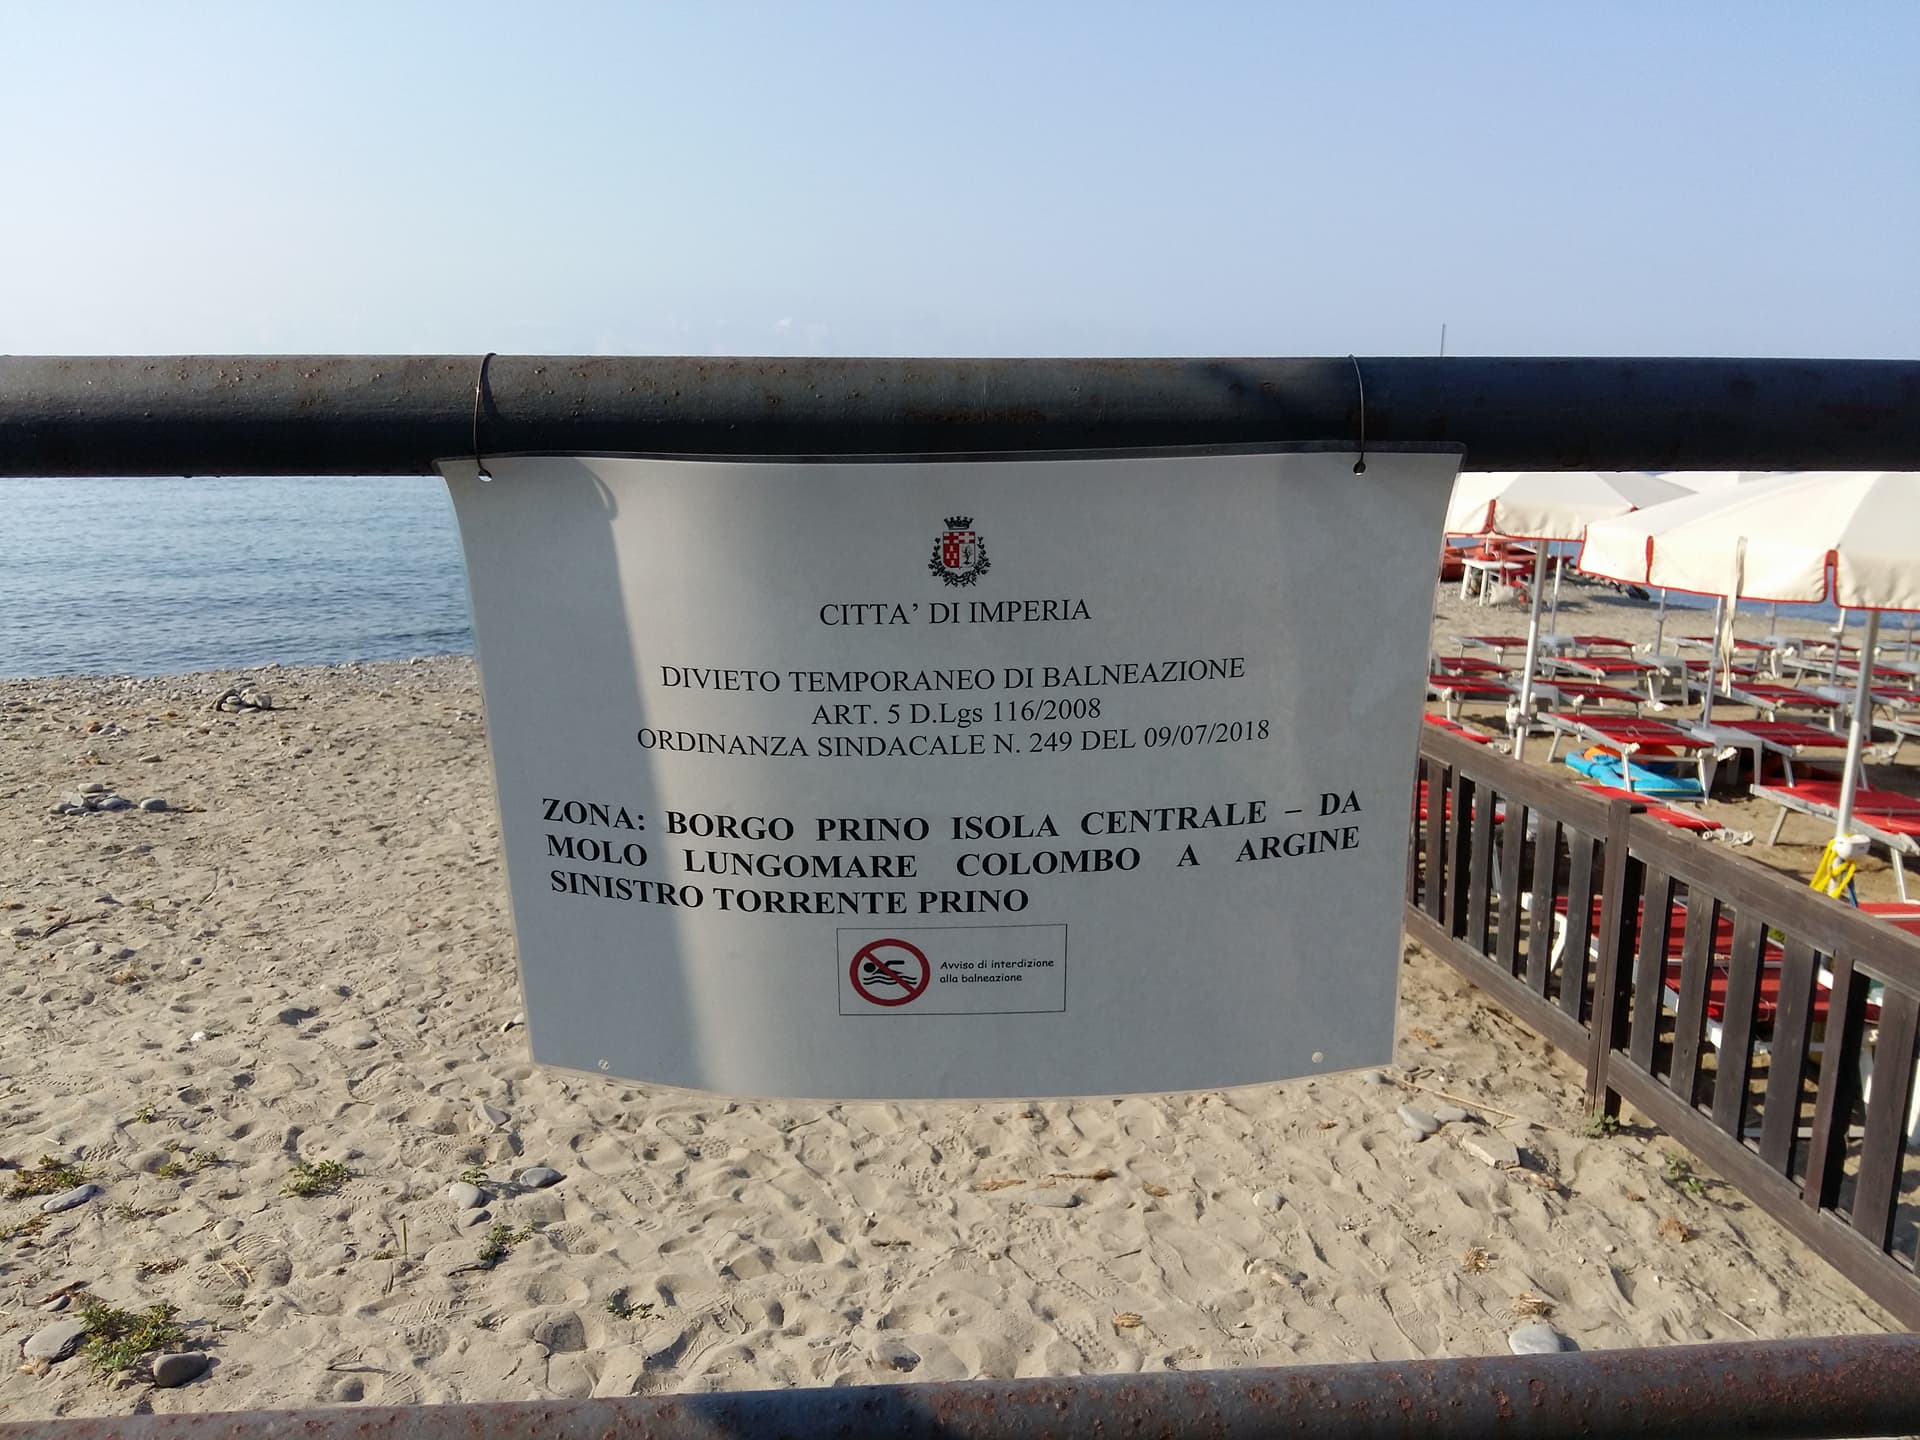 CITTA' DI IMPERIA
DIVIETO TEMPORANEO DI BALNEAZIONE
ART. 5 D.Lgs 116/2008
ORDINANZA SINDACALE N. 249 DEL 09/07/2018
ZONA: BORGO PRINO ISOLA CENTRALE – DA
MOLO LUNGOMARE COLOMBO A ARGINE
SINISTRO TORRENTE PRINO
Avviso di interdizione
alla balneazione